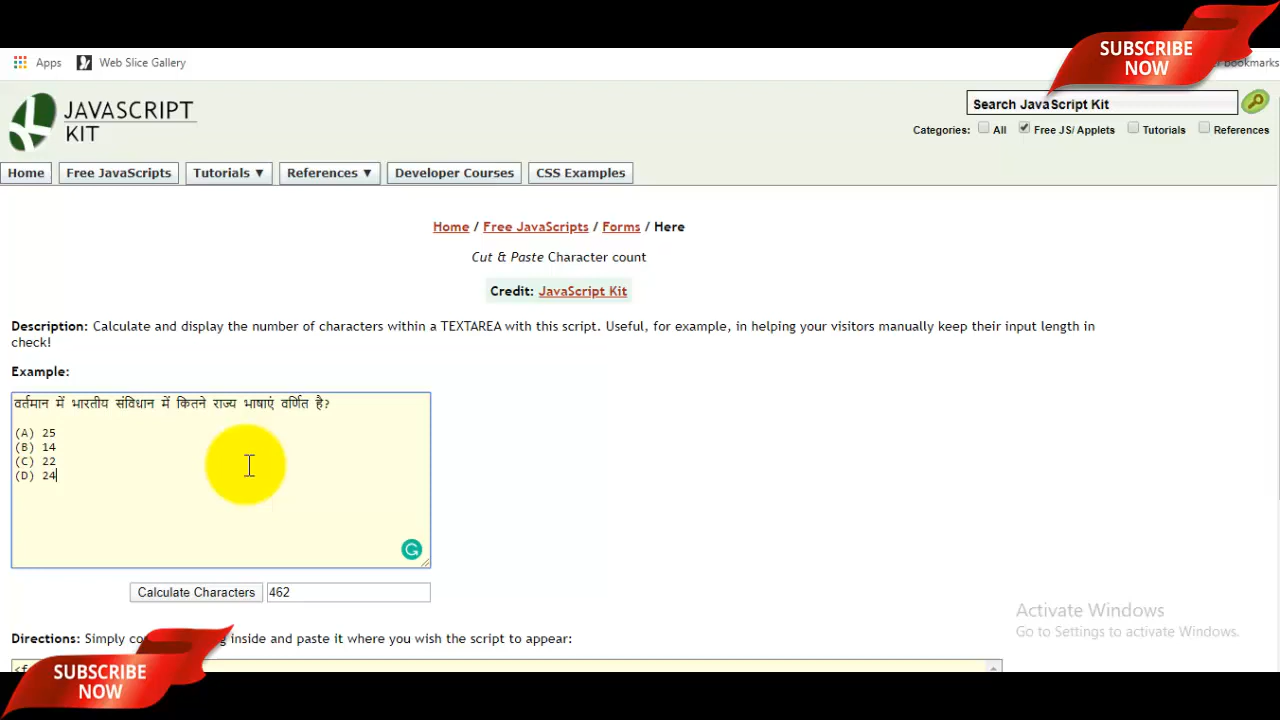 SUBSCRIBE
NOW
Apps Web Slice Gallery bookmarks
JAVASCRIPT
KIT
Search JavaScript Kit
Categories: All Free JS/ Applets Tutorials References
Home Free JavaScripts Tutorials ▼ References ▼ Developer Courses CSS Examples
Home / Free JavaScripts / Forms / Here
Cut & Paste Character count
Credit: JavaScript Kit
Description: Calculate and display the number of characters within a TEXTAREA with this script. Useful, for example, in helping your visitors manually keep their input length in
check!
Example:
वर्तमान में भारतीय संविधान में कितने राज्य भाषाएं वर्णित है?
(A) 25
(B) 14
(C) 22
(D) 24
Calculate Characters 462
Activate Windows
Go to Settings to activate Windows.
Directions: Simply inside and paste it where you wish the script to appear:
SUBSCRIBE
NOW